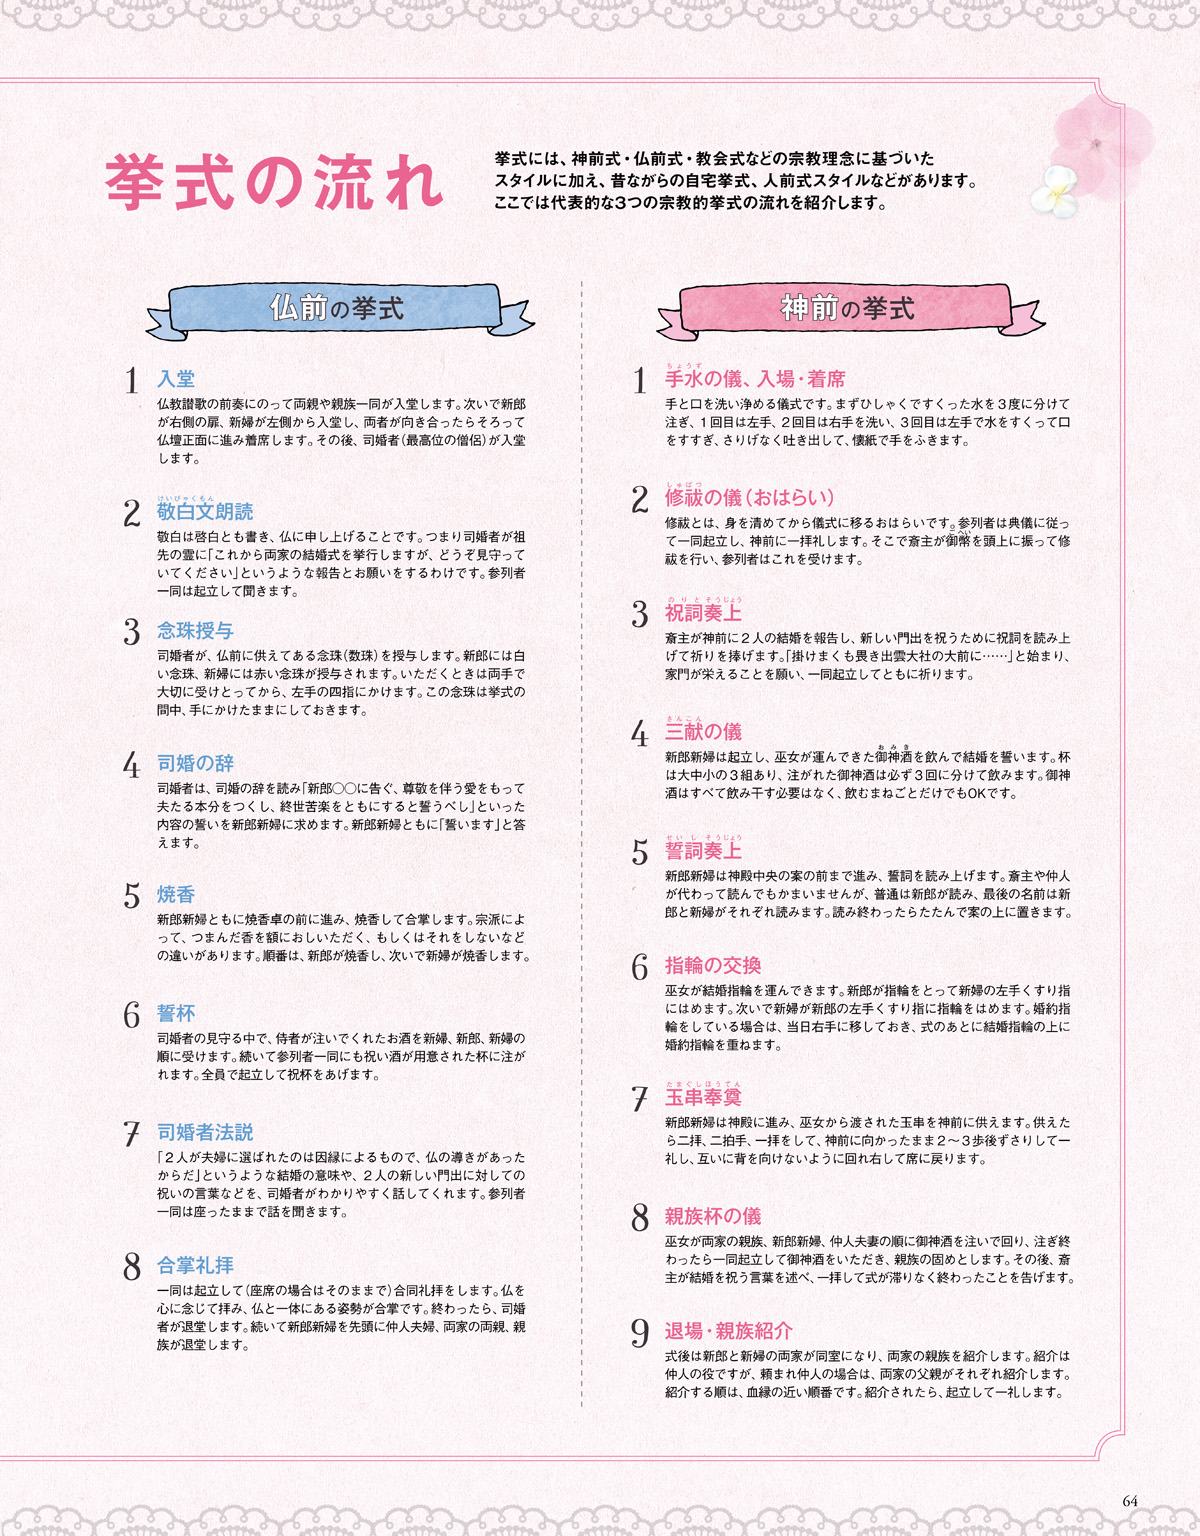 挙式の流れ
挙式には、神前式・仏前式・教会式などの宗教理念に基づいた
スタイルに加え、昔ながらの自宅挙式、人前式スタイルなどがあります。
ここでは代表的な3つの宗教的挙式の流れを紹介します。
仏前の挙式
1 入堂
仏教讃歌の前奏にのって両親や親族一同が入堂します。次いで新郎
が右側の扉、新婦が左側から入堂し、両者が向き合ったらそろって
仏壇正面に進み着席します。その後、司婚者（最高位の僧侶）が入堂
します。
けいびゃくもん
2 敬白文朗読
敬白は啓白とも書き、仏に申し上げることです。つまり司婚者が祖
先の霊に「これから両家の結婚式を挙行しますが、どうぞ見守って
いてください」というような報告とお願いをするわけです。参列者
一同は起立して聞きます。
3 念珠授与
司婚者が、仏前に供えてある念珠（数珠）を授与します。新郎には白
い念珠、新婦には赤い念珠が授与されます。いただくときは両手で
大切に受けとってから、左手の四指にかけます。この念珠は挙式の
間中、手にかけたままにしておきます。
4 司婚の辞
司婚者は、司婚の辞を読み「新郎○○に告ぐ、尊敬を伴う愛をもって
夫たる本分をつくし、終世苦楽をともにすると誓うべし」といった
内容の誓いを新郎新婦に求めます。新郎新婦ともに「誓います」と答
えます。
5 焼香
新郎新婦ともに焼香卓の前に進み、焼香して合掌します。宗派によ
って、つまんだ香を額におしいただく、もしくはそれをしないなど
の違いがあります。順番は、新郎が焼香し、次いで新婦が焼香します。
6 誓杯
司婚者の見守る中で、侍者が注いでくれたお酒を新婦、新郎、新婦の
順に受けます。続いて参列者一同にも祝い酒が用意された杯に注が
れます。全員で起立して祝杯をあげます。
7 司婚者法説
「２人が夫婦に選ばれたのは因縁によるもので、仏の導きがあった
からだ」というような結婚の意味や、２人の新しい門出に対しての
祝いの言葉などを、司婚者がわかりやすく話してくれます。参列者
一同は座ったままで話を聞きます。
8 合掌礼拝
一同は起立して（座席の場合はそのままで）合同礼拝をします。仏を
心に念じて拝み、仏と一体にある姿勢が合掌です。終わったら、司婚
者が退堂します。続いて新郎新婦を先頭に仲人夫婦、両家の両親、親
族が退堂します。
神前の挙式
ちょうず
1 手水の儀、入場・着席
手と口を洗い浄める儀式です。まずひしゃくですくった水を３度に分けて
注ぎ、１回目は左手、２回目は右手を洗い、３回目は左手で水をすくって口
をすすぎ、さりげなく吐き出して、懐紙で手をふきます。
しゅばつ
2 修祓の儀（おはらい）
修祓とは、身を清めてから儀式に移るおはらいです。参列者は典儀に従っ
て一同起立し、神前に一拝礼します。そこで斎主が御幣を頭上に振って修
祓を行い、参列者はこれを受けます。
のりとそうじょう
3 祝詞奏上
斎主が神前に２人の結婚を報告し、新しい門出を祝うために祝詞を読み上
げて祈りを捧げます。「掛けまくも畏き出雲大社の大前に……」と始まり、
家門が栄えることを願い、一同起立してともに祈ります。
さんこん
4 三献の儀
おみき
新郎新婦は起立し、巫女が運んできた御神酒を飲んで結婚を誓います。杯
は大中小の３組あり、注がれた御神酒は必ず３回に分けて飲みます。御神
酒はすべて飲み干す必要はなく、飲むまねごとだけでもOKです。
せいしそうじょう
5 誓詞奏上
新郎新婦は神殿中央の案の前まで進み、誓詞を読み上げます。斎主や仲人
が代わって読んでもかまいませんが、普通は新郎が読み、最後の名前は新
郎と新婦がそれぞれ読みます。読み終わったらたたんで案の上に置きます。
6 指輪の交換
巫女が結婚指輪を運んできます。新郎が指輪をとって新婦の左手くすり指
にはめます。次いで新婦が新郎の左手くすり指に指輪をはめます。婚約指
輪をしている場合は、当日右手に移しておき、式のあとに結婚指輪の上に
婚約指輪を重ねます。
たまぐしほうてん
7 玉串奉奠
新郎新婦は神殿に進み、巫女から渡された玉串を神前に供えます。供えた
ら二拝、二拍手、一拝をして、神前に向かったまま２〜３歩後ずさりして一
礼し、互いに背を向けないように回れ右して席に戻ります。
8 親族杯の儀
巫女が両家の親族、新郎新婦、仲人夫妻の順に御神酒を注いで回り、注ぎ終
わったら一同起立して御神酒をいただき、親族の固めとします。その後、斎
主が結婚を祝う言葉を述べ、一拝して式が滞りなく終わったことを告げます。
9 退場・親族紹介
式後は新郎と新婦の両家が同室になり、両家の親族を紹介します。紹介は
仲人の役ですが、頼まれ仲人の場合は、両家の父親がそれぞれ紹介します。
紹介する順は、血縁の近い順番です。紹介されたら、起立して一礼します。
64